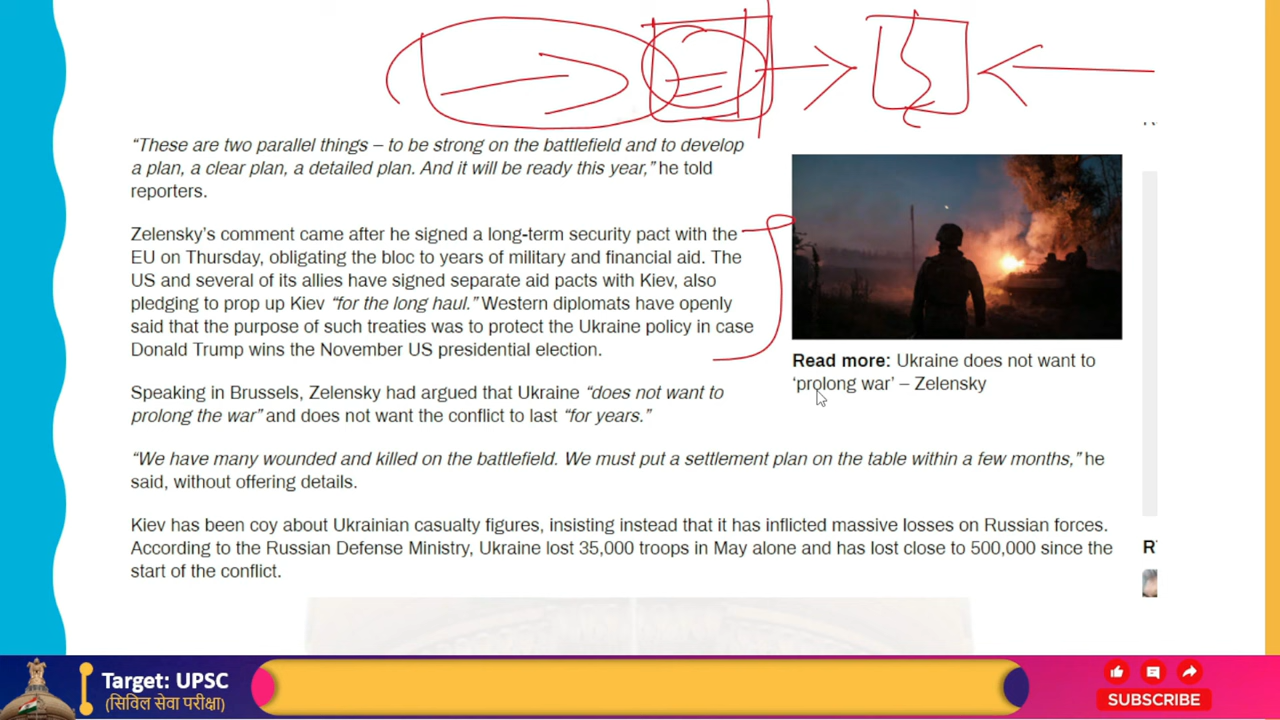 “These are two parallel things – to be strong on the battlefield and to develop
a plan, a clear plan, a detailed plan. And it will be ready this year,” he told
reporters.
Zelensky’s comment came after he signed a long-term security pact with the
EU on Thursday, obligating the bloc to years of military and financial aid. The
US and several of its allies have signed separate aid pacts with Kiev, also
pledging to prop up Kiev “for the long haul.” Western diplomats have openly
said that the purpose of such treaties was to protect the Ukraine policy in case
Donald Trump wins the November US presidential election.
Read more: Ukraine does not want to
‘prolong war’ – Zelensky
Speaking in Brussels, Zelensky had argued that Ukraine “does not want to
prolong the war” and does not want the conflict to last “for years.”
“We have many wounded and killed on the battlefield. We must put a settlement plan on the table within a few months,” he
said, without offering details.
Kiev has been coy about Ukrainian casualty figures, insisting instead that it has inflicted massive losses on Russian forces.
According to the Russian Defense Ministry, Ukraine lost 35,000 troops in May alone and has lost close to 500,000 since the
start of the conflict.
Target: UPSC
(सिविल सेवा परीक्षा)
SUBSCRIBE